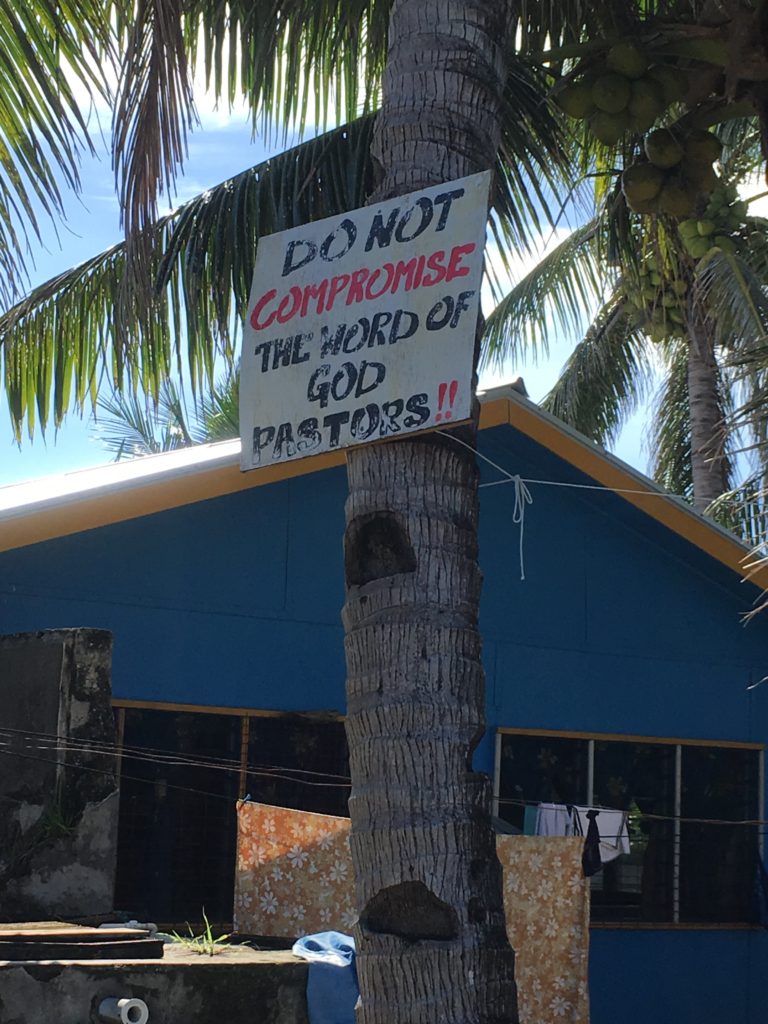 DO NOT
COMPROMISE
THE WORD OF
GOD
PASTORS!!